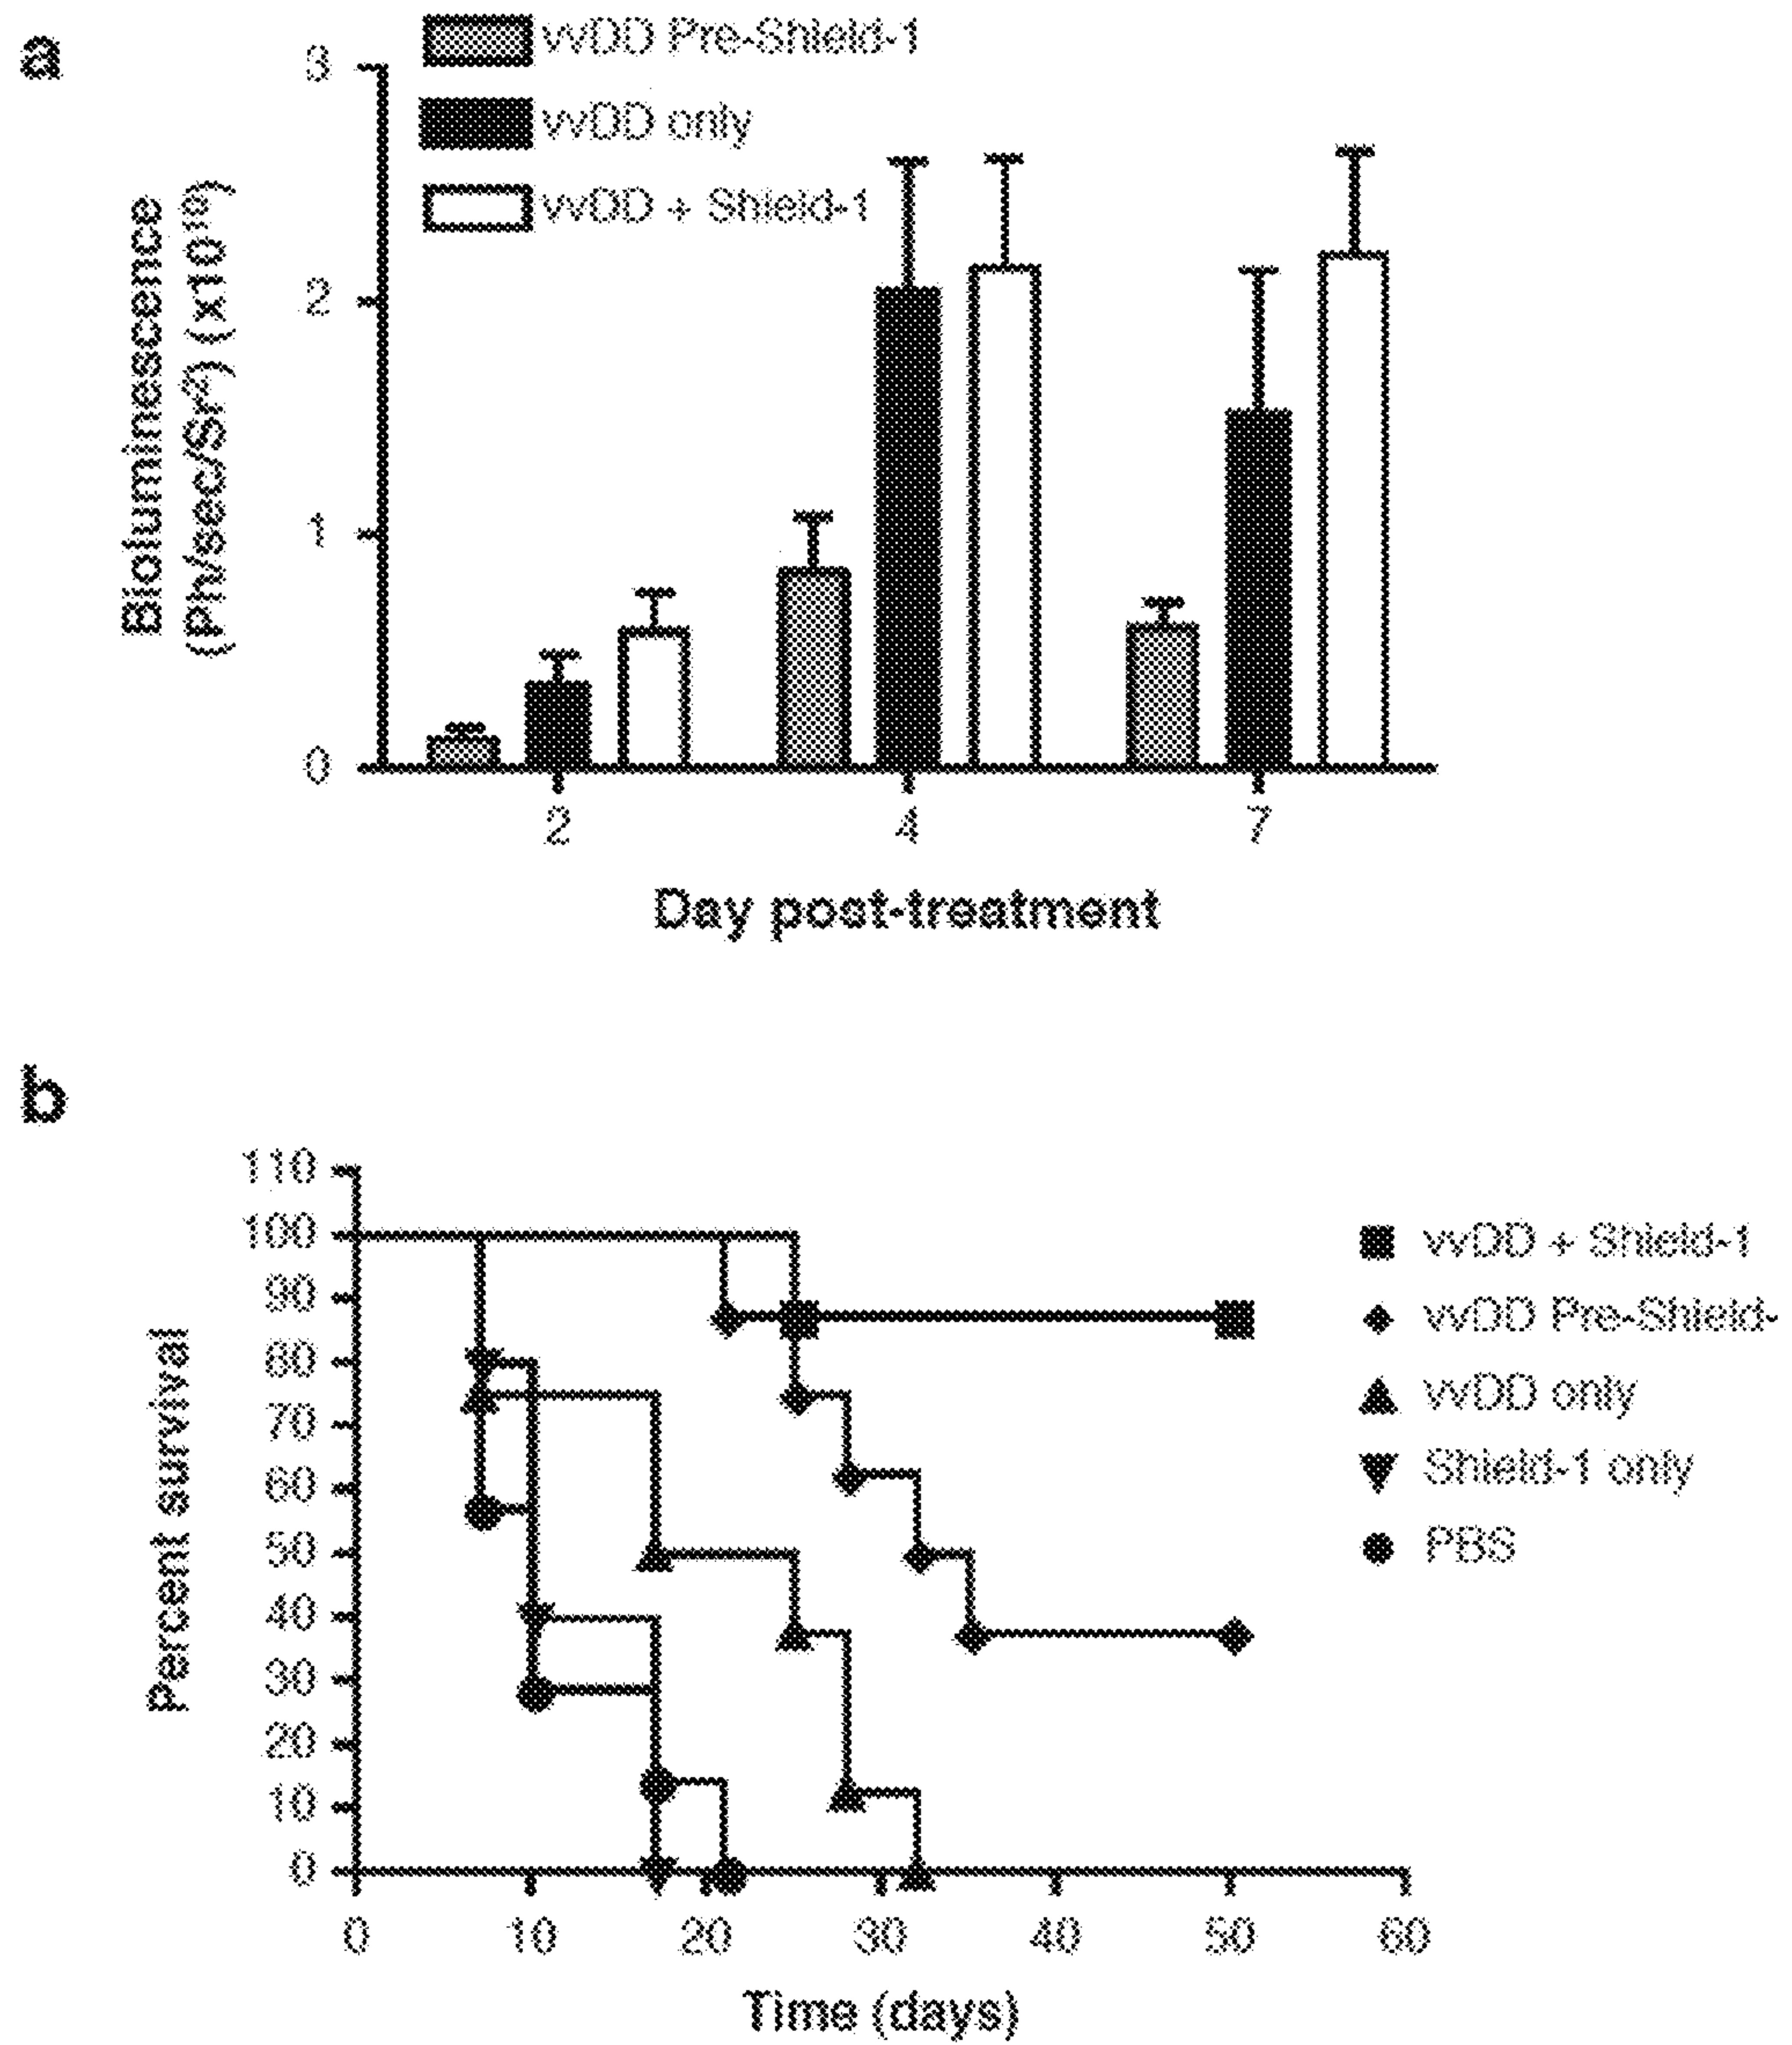 a
vvDD Pre-Shield-1
vvDD only
vvDD + Shield-1
Bioluminescence
(Ph/sec/Sr²) (x10¹⁰)
3
2
1
0
2 4 7
Day post-treatment
b
Percent survival
110
100
90
80
70
60
50
40
30
20
10
0
0 10 20 30 40 50 60
Time (days)
vvDD + Shield-1
vvDD Pre-Shield-
vvDD only
Shield-1 only
PBS